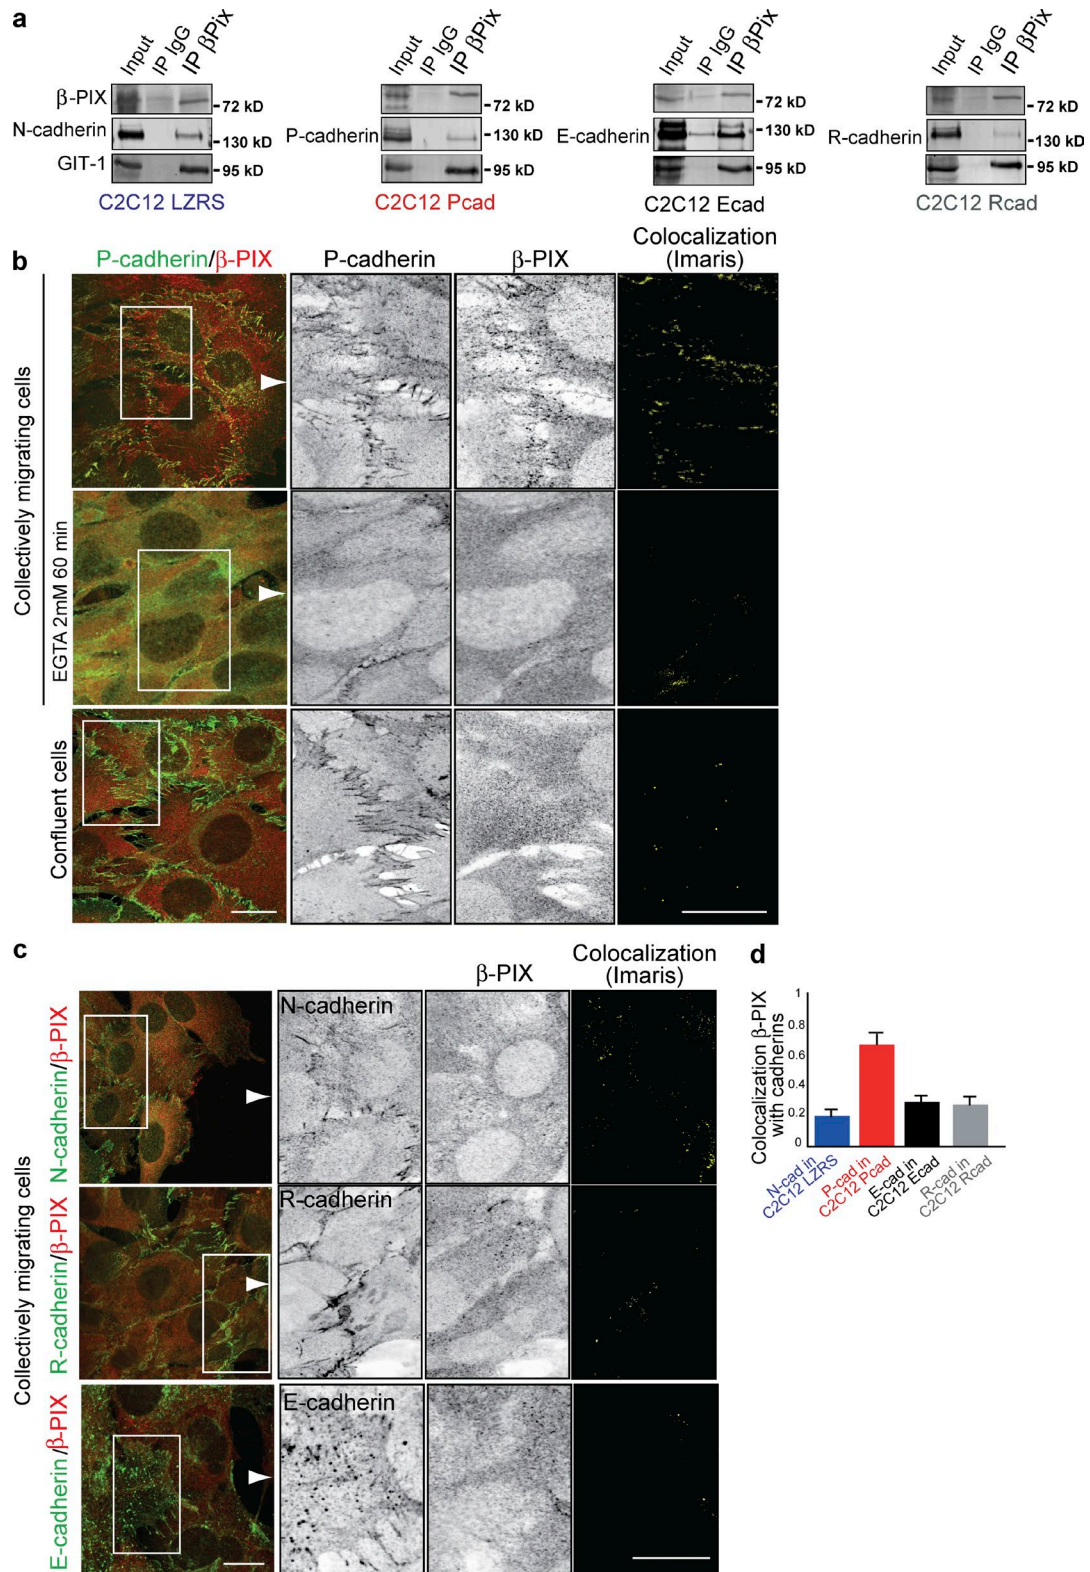 a
Input IP IgG IP βPix
Input IP IgG IP βPix
Input IP IgG IP βPix
Input IP IgG IP βPix
β-PIX
72 kD
72 kD
72 kD
72 kD
N-cadherin
130 kD
P-cadherin
130 kD
E-cadherin
130 kD
R-cadherin
130 kD
GIT-1
95 kD
95 kD
95 kD
95 kD
C2C12 LZRS
C2C12 Pcad
C2C12 Ecad
C2C12 Rcad
b
P-cadherin/β-PIX
P-cadherin
β-PIX
Colocalization
(Imaris)
Collectively migrating cells
EGTA 2mM 60 min
Confluent cells
c
β-PIX
Colocalization
(Imaris)
Collectively migrating cells
N-cadherin/β-PIX
N-cadherin
R-cadherin/β-PIX
R-cadherin
E-cadherin/β-PIX
E-cadherin
d
Colocalization β-PIX
with cadherins
1
0.8
0.6
0.4
0.2
0
N-cad in
C2C12 LZRS
P-cad in
C2C12 Pcad
E-cad in
C2C12 Ecad
R-cad in
C2C12 Rcad